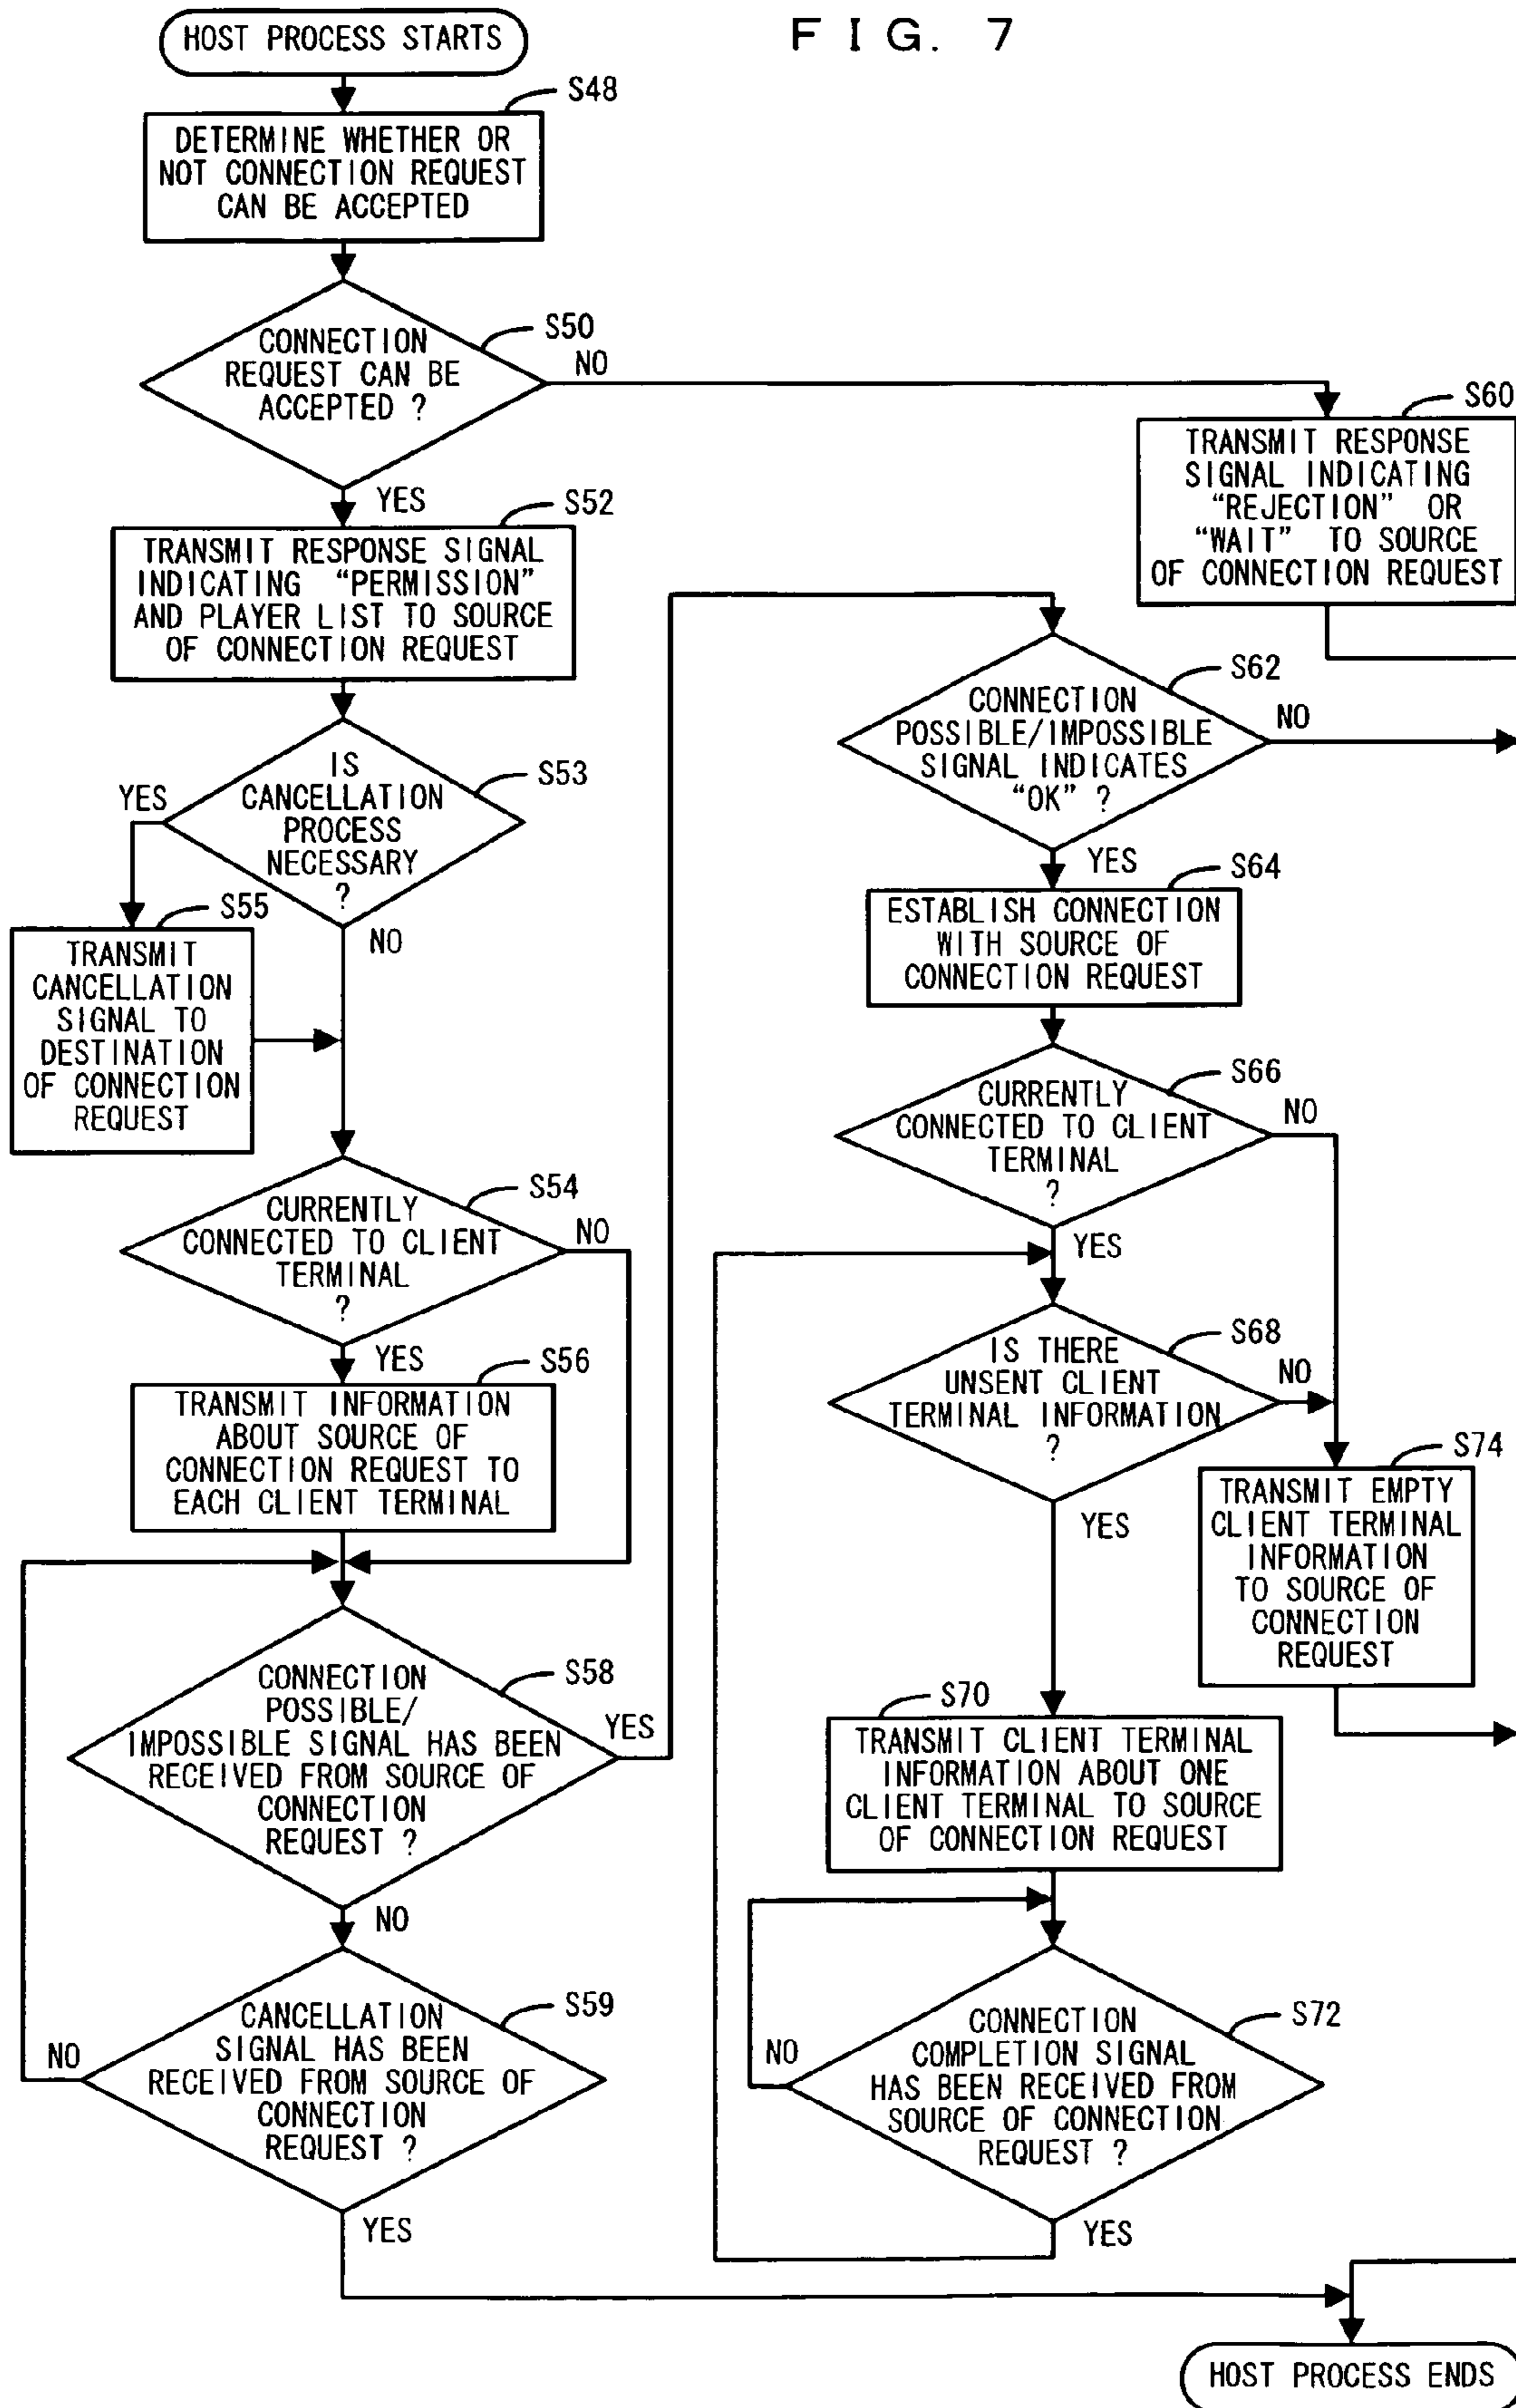 F I G. 7
HOST PROCESS STARTS
S48
DETERMINE WHETHER OR
NOT CONNECTION REQUEST
CAN BE ACCEPTED
S50
CONNECTION
REQUEST CAN BE
ACCEPTED ?
NO
YES
S60
TRANSMIT RESPONSE
SIGNAL INDICATING
“REJECTION” OR
“WAIT” TO SOURCE
OF CONNECTION REQUEST
S52
TRANSMIT RESPONSE SIGNAL
INDICATING “PERMISSION”
AND PLAYER LIST TO SOURCE
OF CONNECTION REQUEST
S53
IS
CANCELLATION
PROCESS
NECESSARY
?
YES
NO
S55
TRANSMIT
CANCELLATION
SIGNAL TO
DESTINATION
OF CONNECTION
REQUEST
S54
CURRENTLY
CONNECTED TO CLIENT
TERMINAL
?
NO
YES
S56
TRANSMIT INFORMATION
ABOUT SOURCE OF
CONNECTION REQUEST TO
EACH CLIENT TERMINAL
S58
CONNECTION
POSSIBLE/
IMPOSSIBLE SIGNAL HAS BEEN
RECEIVED FROM SOURCE OF
CONNECTION
REQUEST ?
YES
NO
S59
CANCELLATION
SIGNAL HAS BEEN
RECEIVED FROM SOURCE OF
CONNECTION
REQUEST ?
NO
YES
S62
CONNECTION
POSSIBLE/IMPOSSIBLE
SIGNAL INDICATES
“OK” ?
NO
YES
S64
ESTABLISH CONNECTION
WITH SOURCE OF
CONNECTION REQUEST
S66
CURRENTLY
CONNECTED TO CLIENT
TERMINAL
?
NO
YES
S68
IS THERE
UNSENT CLIENT
TERMINAL INFORMATION
?
NO
YES
S74
TRANSMIT EMPTY
CLIENT TERMINAL
INFORMATION
TO SOURCE OF
CONNECTION
REQUEST
S70
TRANSMIT CLIENT TERMINAL
INFORMATION ABOUT ONE
CLIENT TERMINAL TO SOURCE
OF CONNECTION REQUEST
S72
CONNECTION
COMPLETION SIGNAL
HAS BEEN RECEIVED FROM
SOURCE OF CONNECTION
REQUEST ?
NO
YES
HOST PROCESS ENDS